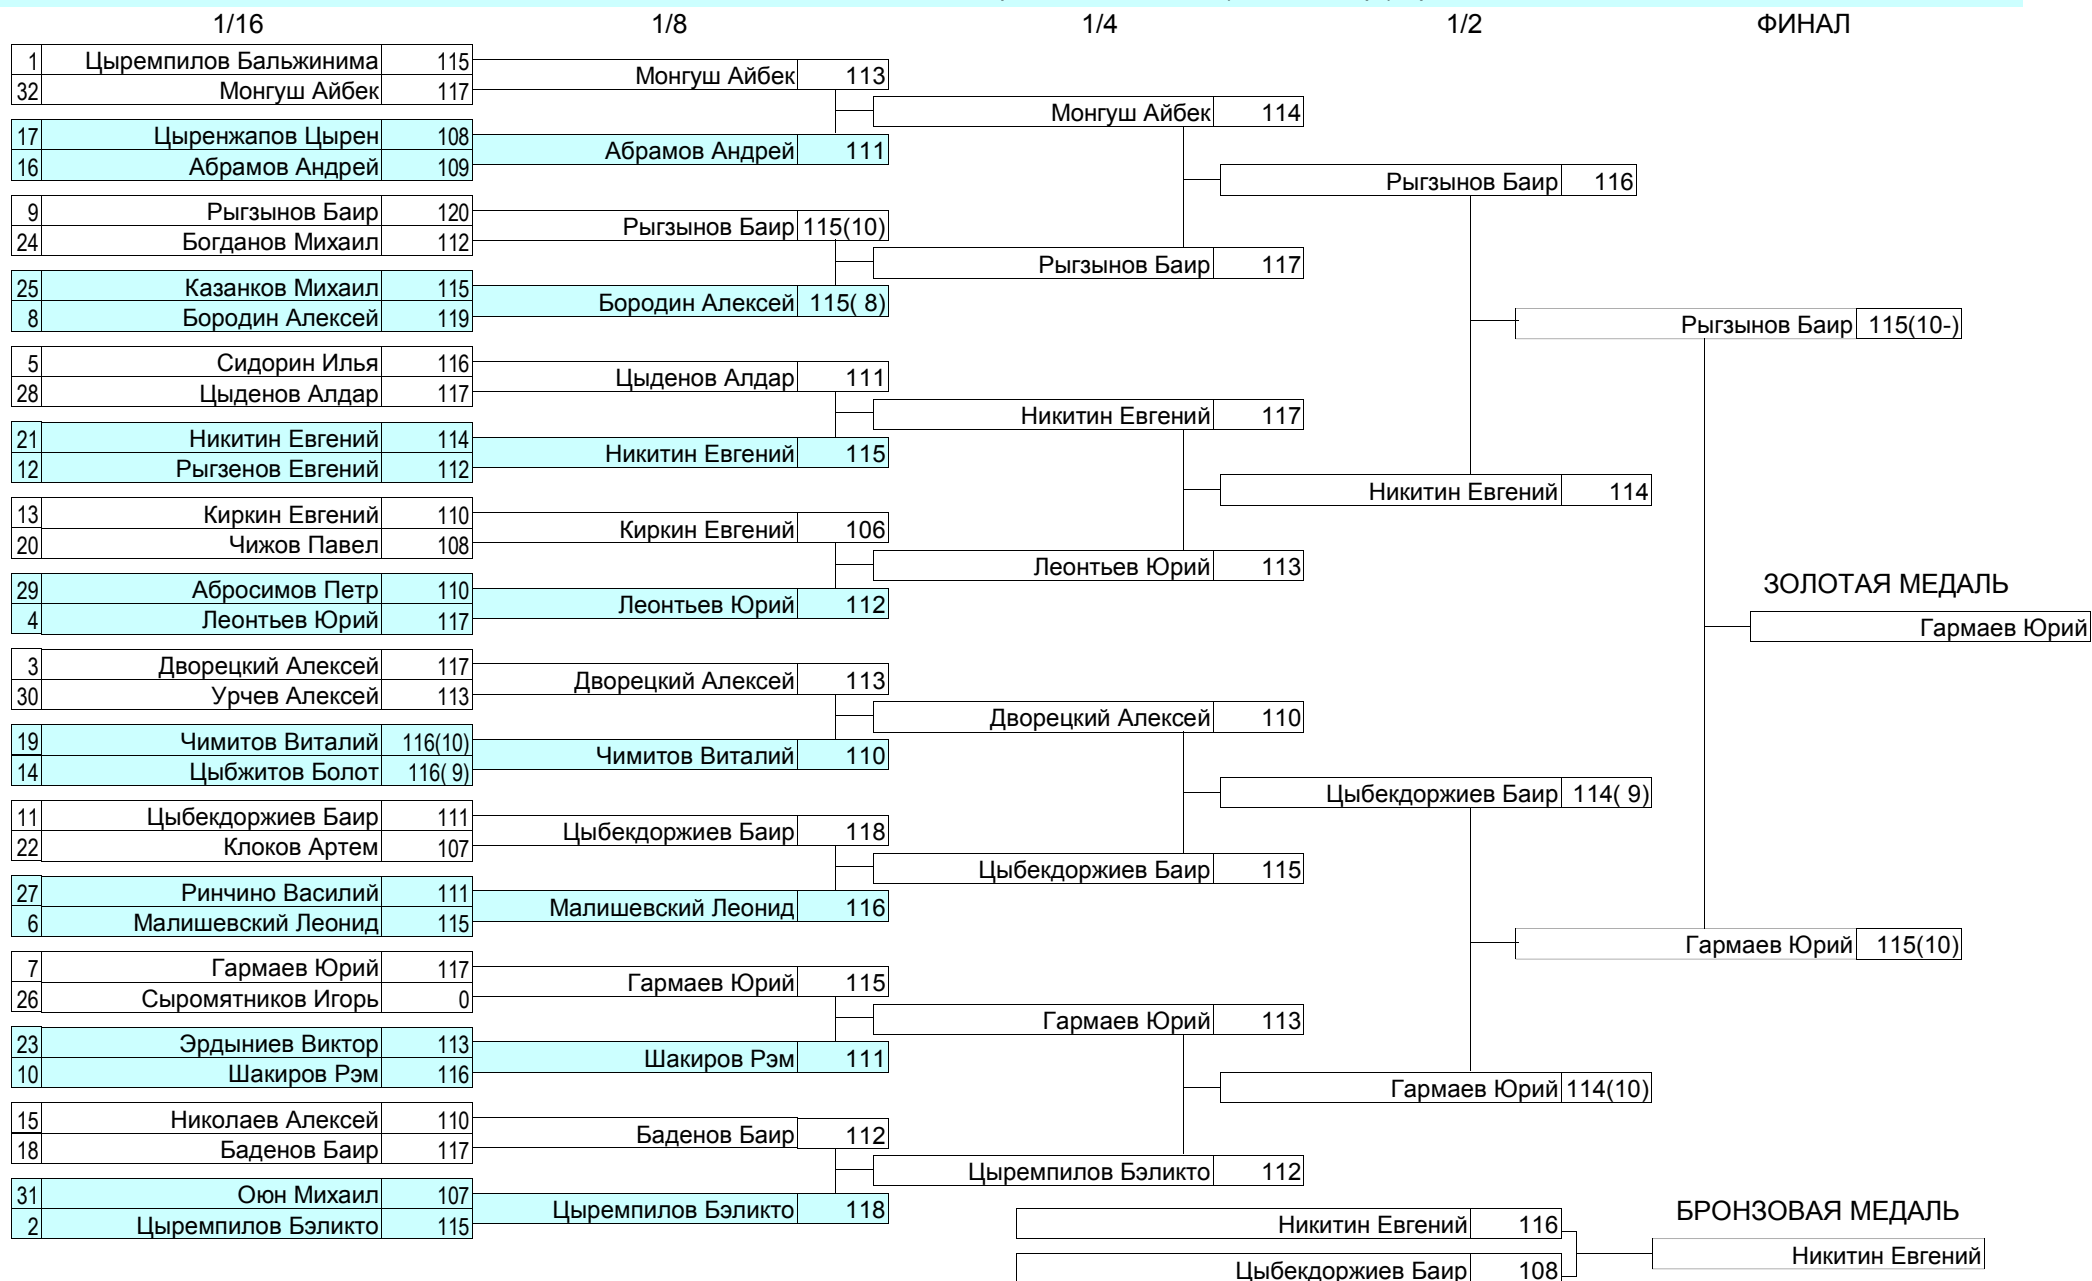 1/16 1/8 1/4 1/2 ФИНАЛ
1 Цыремпилов Бальжинима 115
32 Монгуш Айбек 117
17 Цыренжапов Цырен 108
16 Абрамов Андрей 109
9 Рыгзынов Баир 120
24 Богданов Михаил 112
25 Казанков Михаил 115
8 Бородин Алексей 119
5 Сидорин Илья 116
28 Цыденов Алдар 117
21 Никитин Евгений 114
12 Рыгзенов Евгений 112
13 Киркин Евгений 110
20 Чижов Павел 108
29 Абросимов Петр 110
4 Леонтьев Юрий 117
3 Дворецкий Алексей 117
30 Урчев Алексей 113
19 Чимитов Виталий 116(10)
14 Цыбжитов Болот 116( 9)
11 Цыбекдоржиев Баир 111
22 Клоков Артем 107
27 Ринчино Василий 111
6 Малишевский Леонид 115
7 Гармаев Юрий 117
26 Сыромятников Игорь 0
23 Эрдыниев Виктор 113
10 Шакиров Рэм 116
15 Николаев Алексей 110
18 Баденов Баир 117
31 Оюн Михаил 107
2 Цыремпилов Бэликто 115
Монгуш Айбек 113
Абрамов Андрей 111
Рыгзынов Баир 115(10)
Бородин Алексей 115( 8)
Цыденов Алдар 111
Никитин Евгений 115
Киркин Евгений 106
Леонтьев Юрий 112
Дворецкий Алексей 113
Чимитов Виталий 110
Цыбекдоржиев Баир 118
Малишевский Леонид 116
Гармаев Юрий 115
Шакиров Рэм 111
Баденов Баир 112
Цыремпилов Бэликто 118
Монгуш Айбек 114
Рыгзынов Баир 117
Никитин Евгений 117
Леонтьев Юрий 113
Дворецкий Алексей 110
Цыбекдоржиев Баир 115
Гармаев Юрий 113
Цыремпилов Бэликто 112
Рыгзынов Баир 116
Никитин Евгений 114
Цыбекдоржиев Баир 114( 9)
Гармаев Юрий 114(10)
Рыгзынов Баир 115(10-)
Гармаев Юрий 115(10)
ЗОЛОТАЯ МЕДАЛЬ
Гармаев Юрий
Никитин Евгений 116
Цыбекдоржиев Баир 108
БРОНЗОВАЯ МЕДАЛЬ
Никитин Евгений